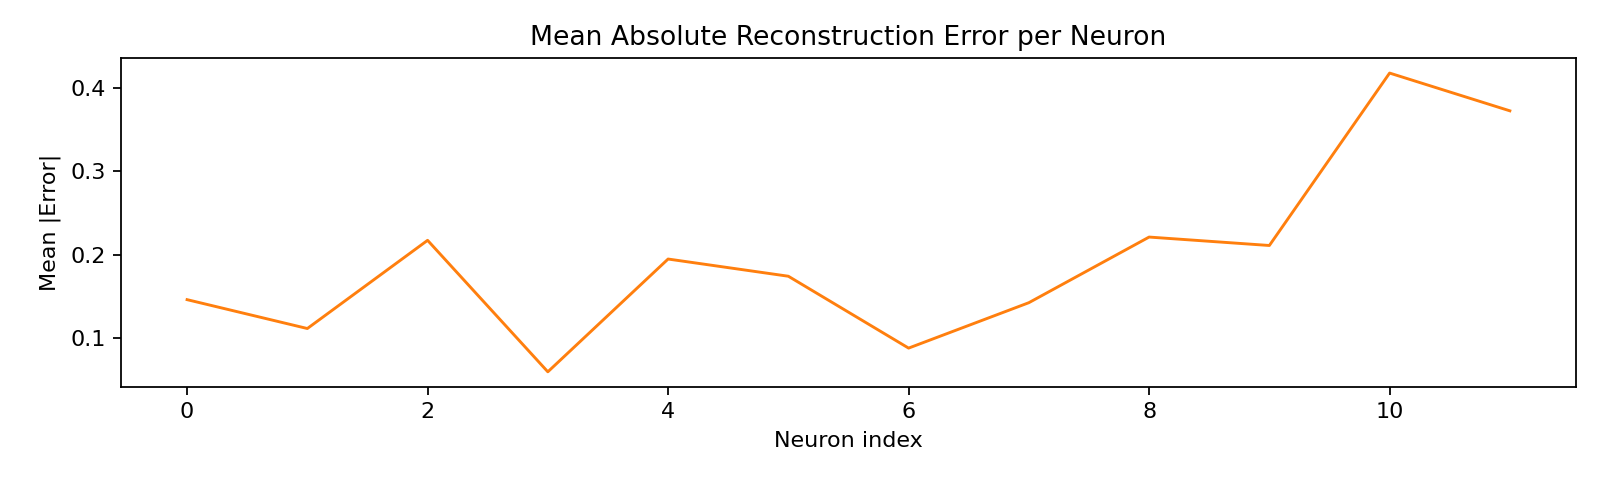 Mean Absolute Reconstruction Error per Neuron
Mean |Error|
0.4
0.3
0.2
0.1
0 2 4 6 8 10
Neuron index